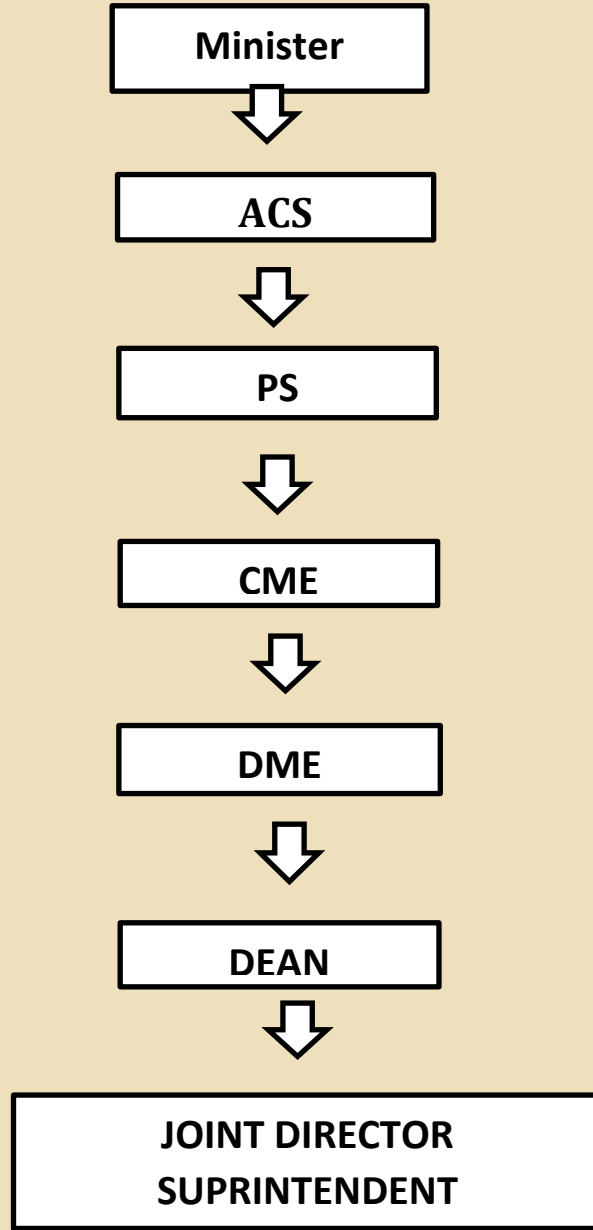 Minister
ACS
PS
CME
DME
DEAN
JOINT DIRECTOR
SUPRINTENDENT